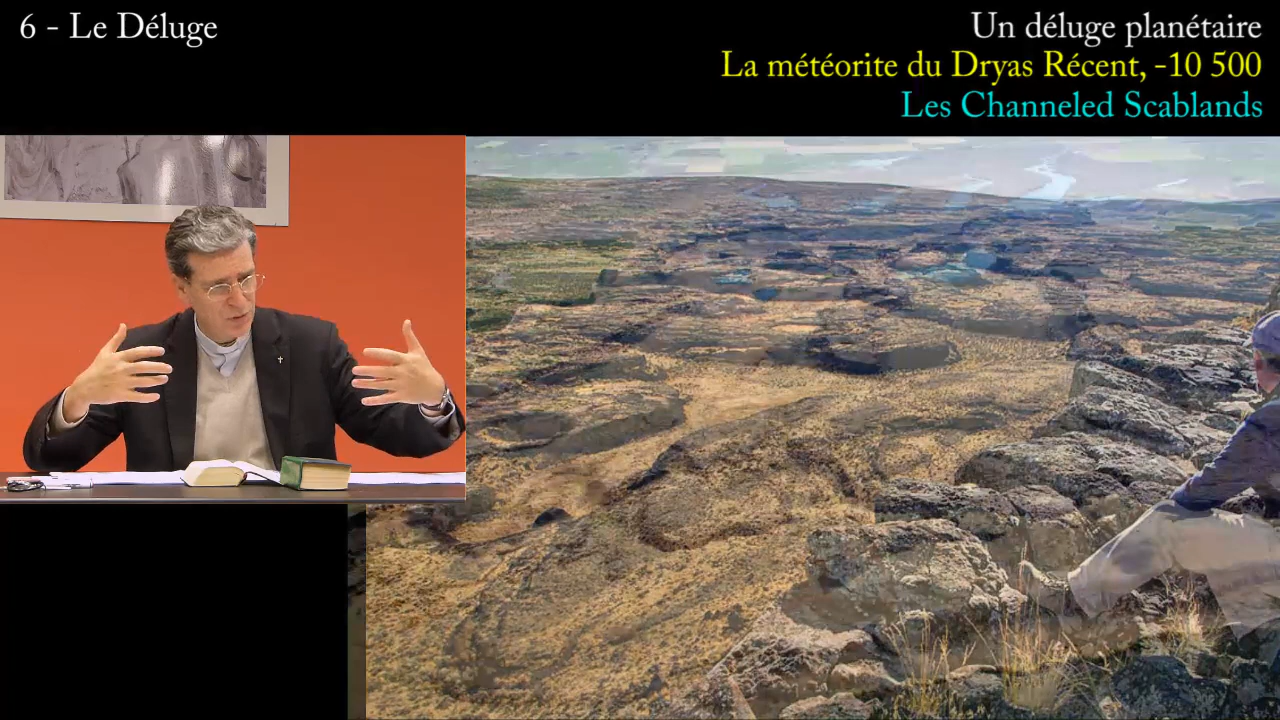 6 - Le Déluge
Un déluge planétaire
La météorite du Dryas Récent, -10 500
Les Channeled Scablands